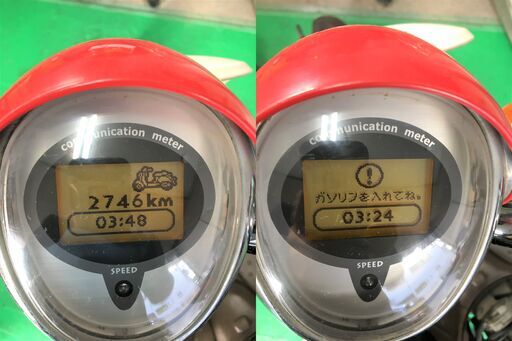 communication meter
2746km
03:48
SPEED
communication meter
ガソリンを入れてね。
03:24
SPEED